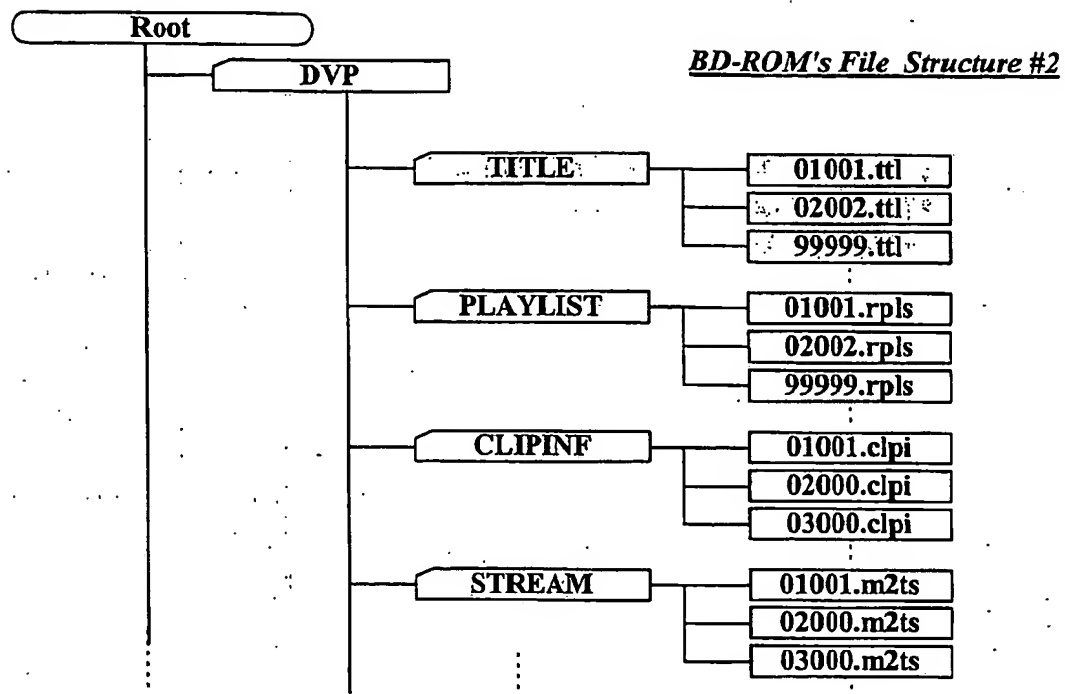 Root
BD-ROM's File Structure #2
DVP
TITLE
01001.ttl
02002.ttl
99999.ttl
PLAYLIST
01001.rpls
02002.rpls
99999.rpls
CLIPINF
01001.clpi
02000.clpi
03000.clpi
STREAM
01001.m2ts
02000.m2ts
03000.m2ts